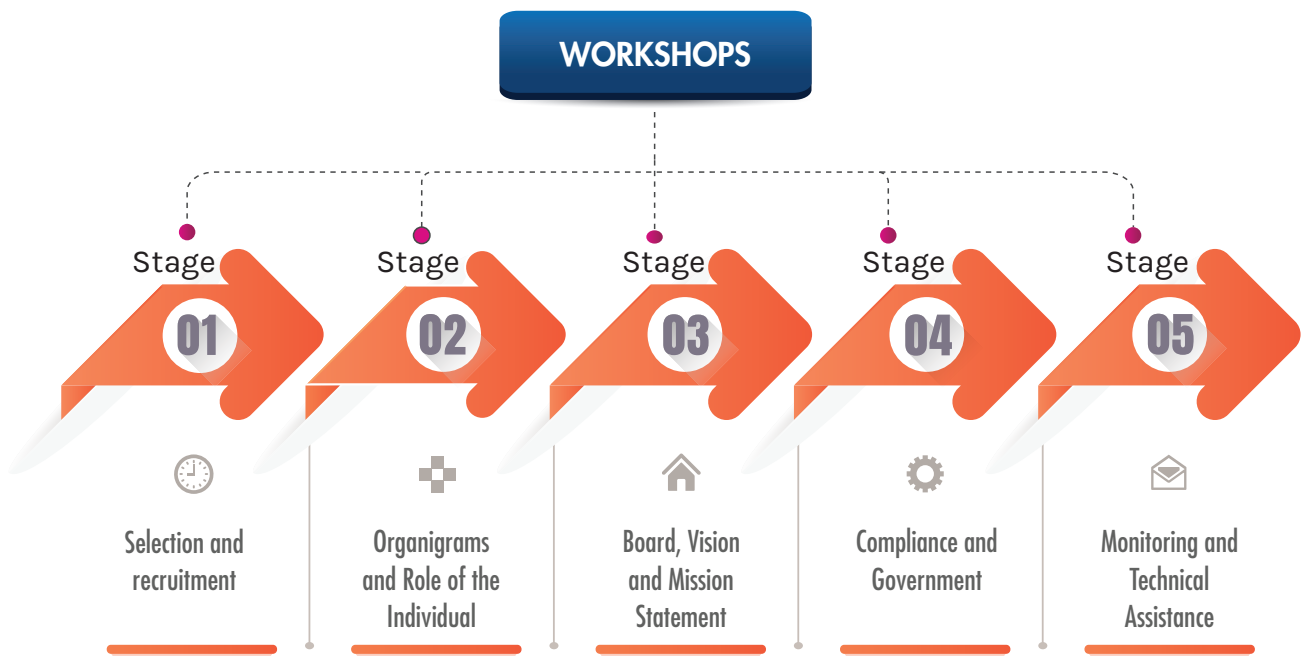 WORKSHOPS
Stage
01
Selection and
recruitment
Stage
02
Organigrams
and Role of the
Individual
Stage
03
Board, Vision
and Mission
Statement
Stage
04
Compliance and
Government
Stage
05
Monitoring and
Technical
Assistance